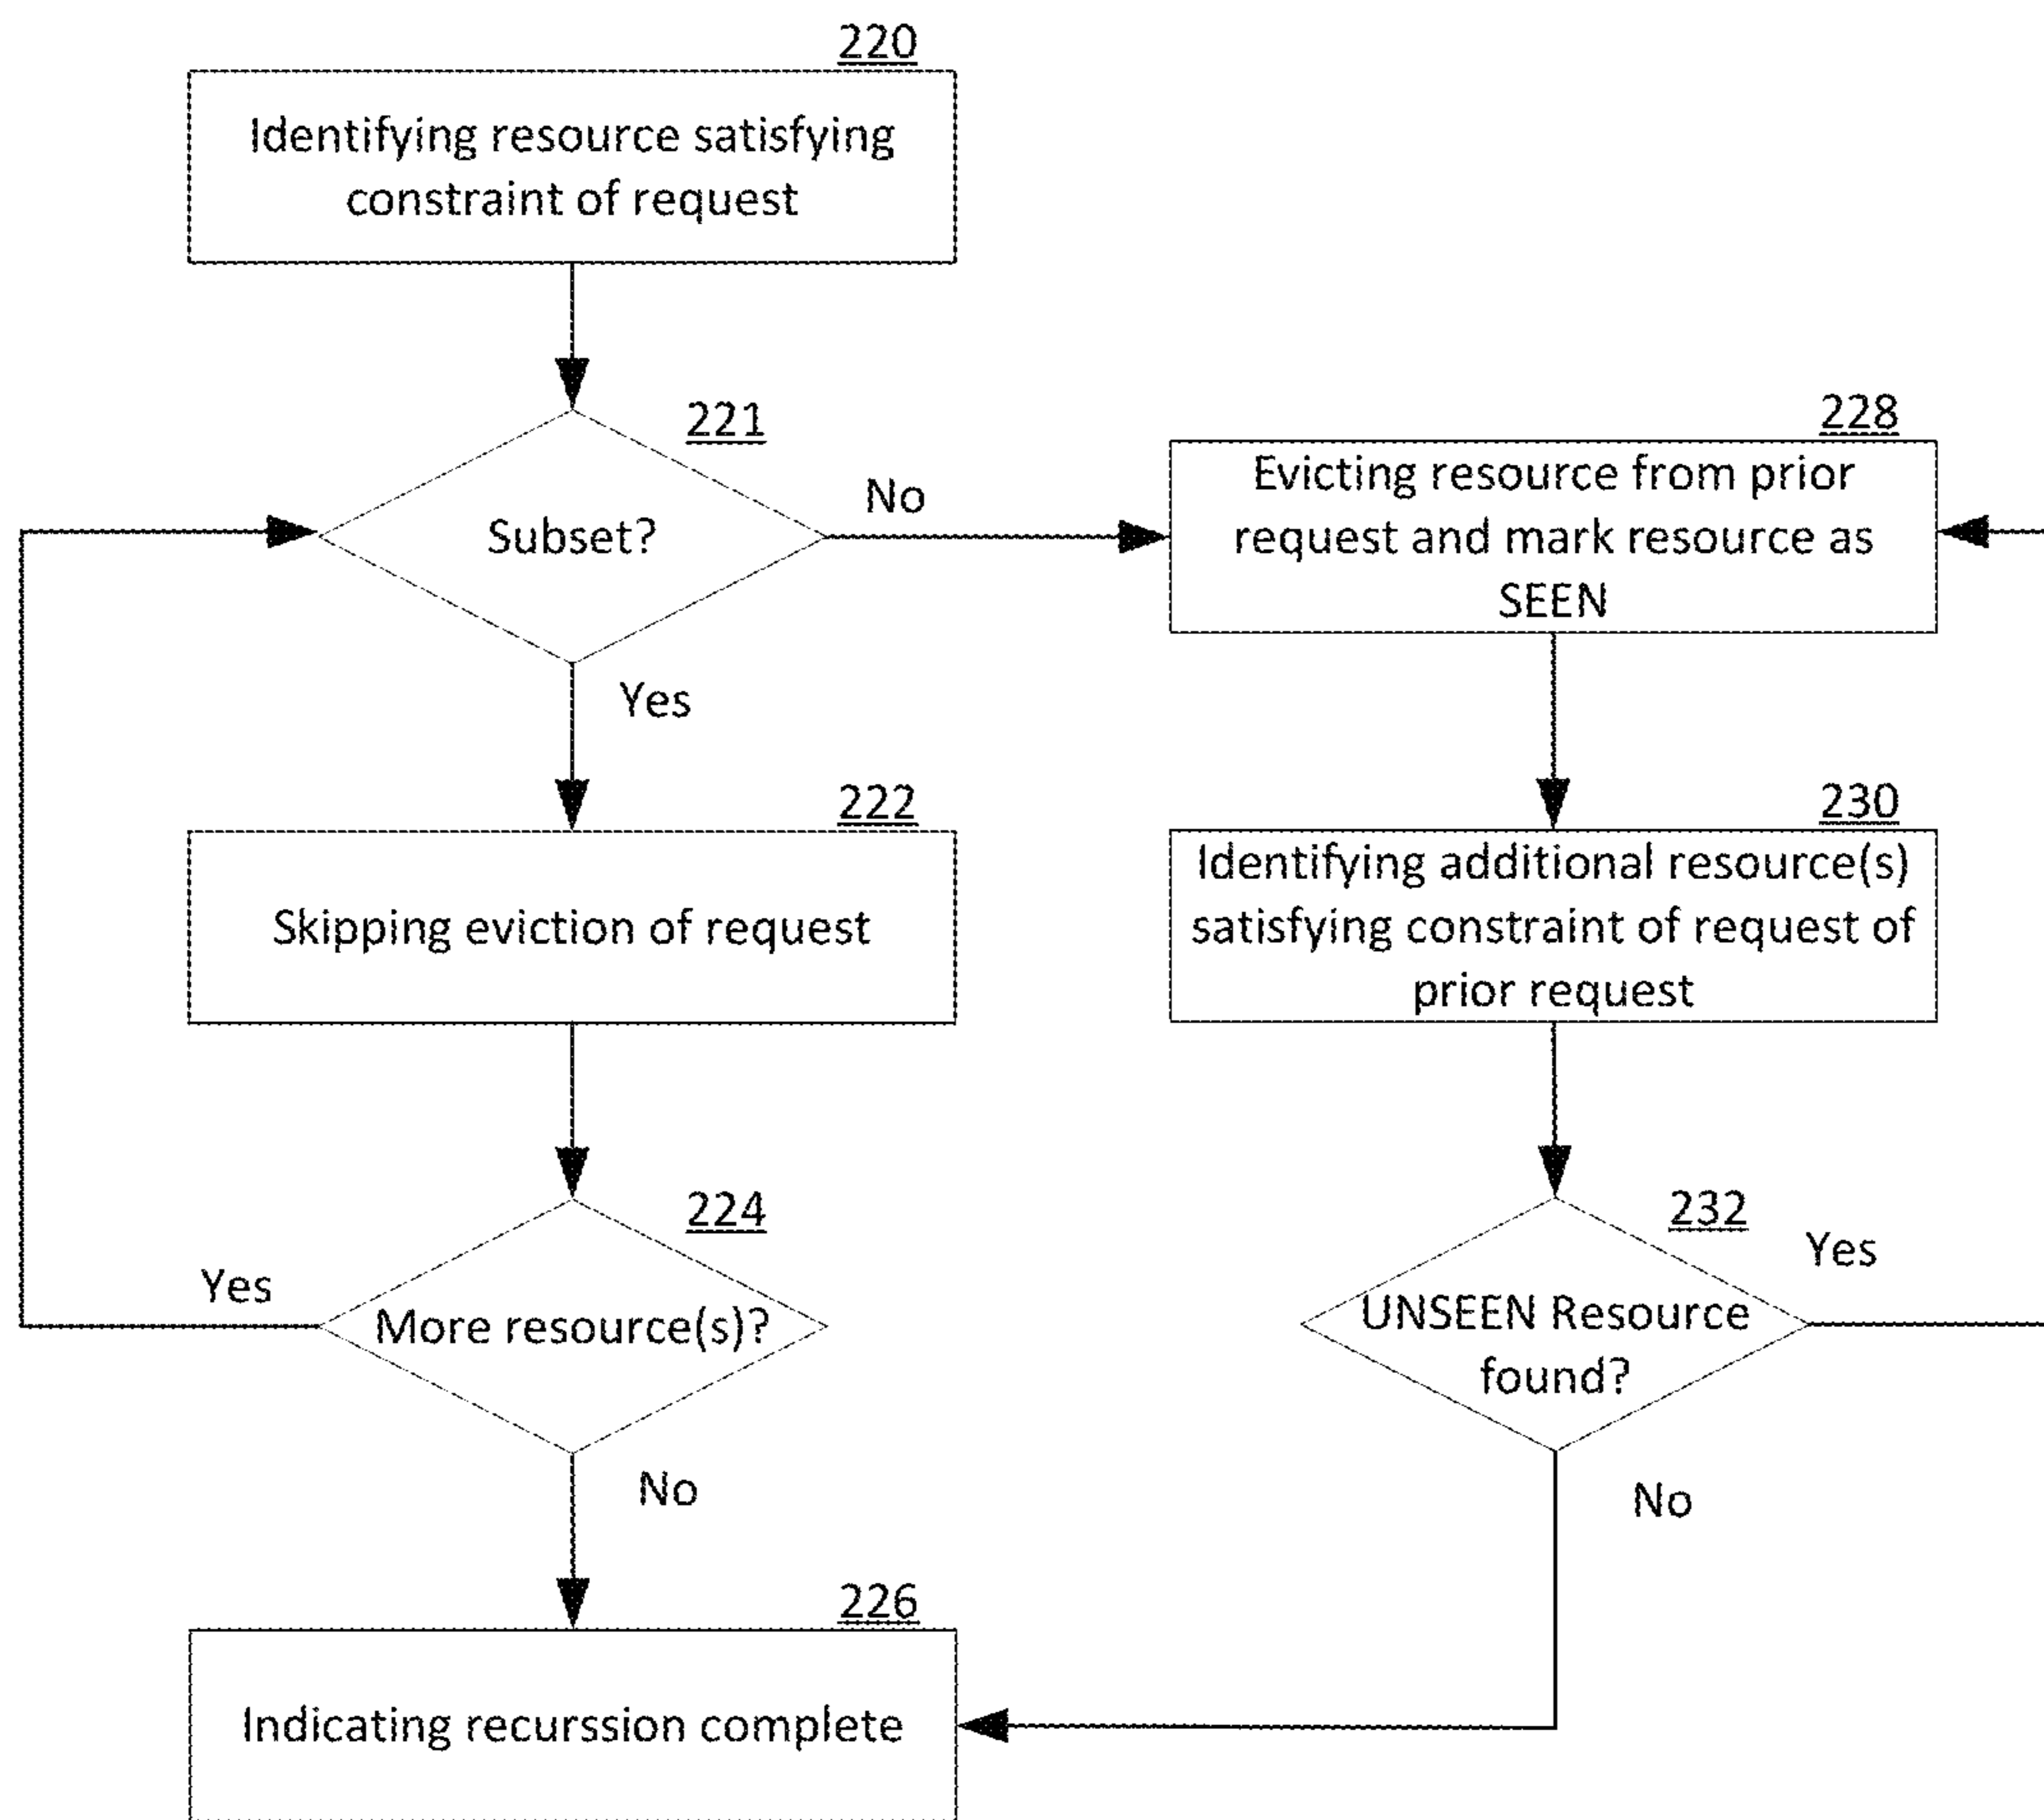 220
Identifying resource satisfying
constraint of request
221
Subset?
No
Yes
228
Evicting resource from prior
request and mark resource as
SEEN
222
Skipping eviction of request
230
Identifying additional resource(s)
satisfying constraint of request of
prior request
224
More resource(s)?
Yes
No
232
UNSEEN Resource
found?
Yes
No
226
Indicating recurssion complete